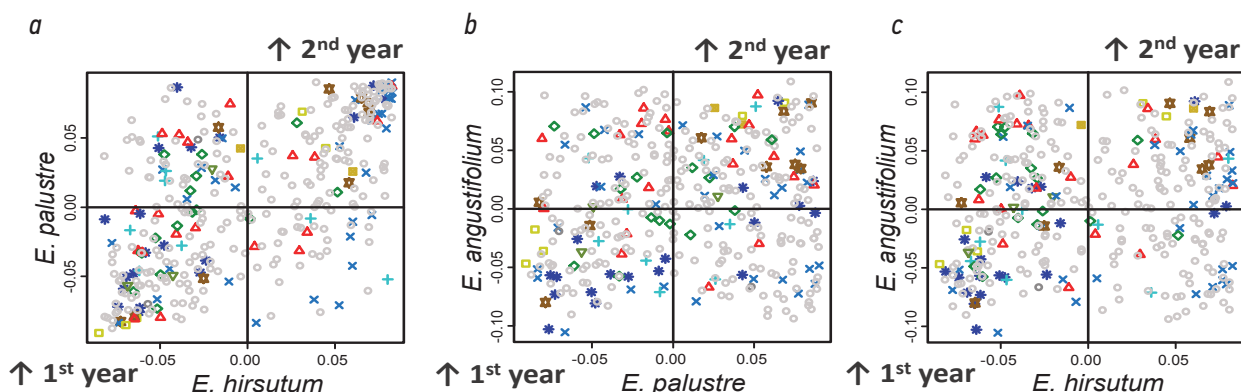 a
↑ 2nd year
E. palustre
0.05
0.00
-0.05
-0.05
0.00
0.05
↑ 1st year
E. hirsutum
b
↑ 2nd year
E. angustifolium
0.10
0.05
0.00
-0.05
-0.10
-0.05
0.00
0.05
↑ 1st year
E. palustre
c
↑ 2nd year
E. angustifolium
0.10
0.05
0.00
-0.05
-0.10
-0.05
0.00
0.05
↑ 1st year
E. hirsutum